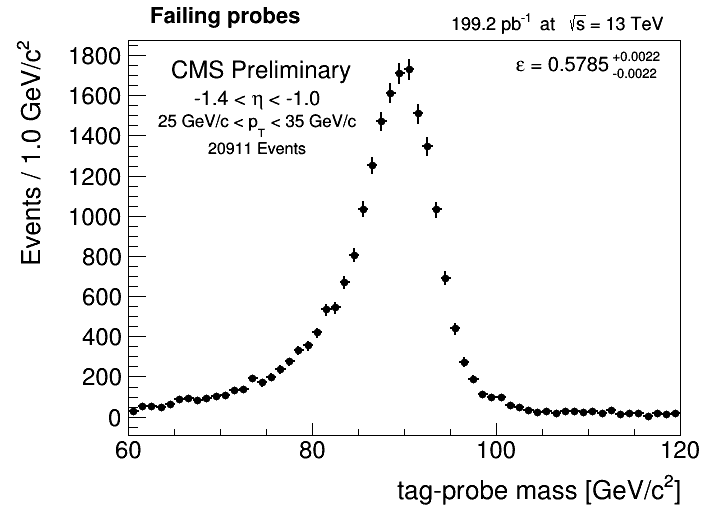 Failing probes
199.2 pb⁻¹ at √s = 13 TeV
CMS Preliminary
-1.4 < η < -1.0
25 GeV/c < p_T < 35 GeV/c
20911 Events
ε = 0.5785 +0.0022 -0.0022
Events / 1.0 GeV/c²
1800
1600
1400
1200
1000
800
600
400
200
0
60 80 100 120
tag-probe mass [GeV/c²]